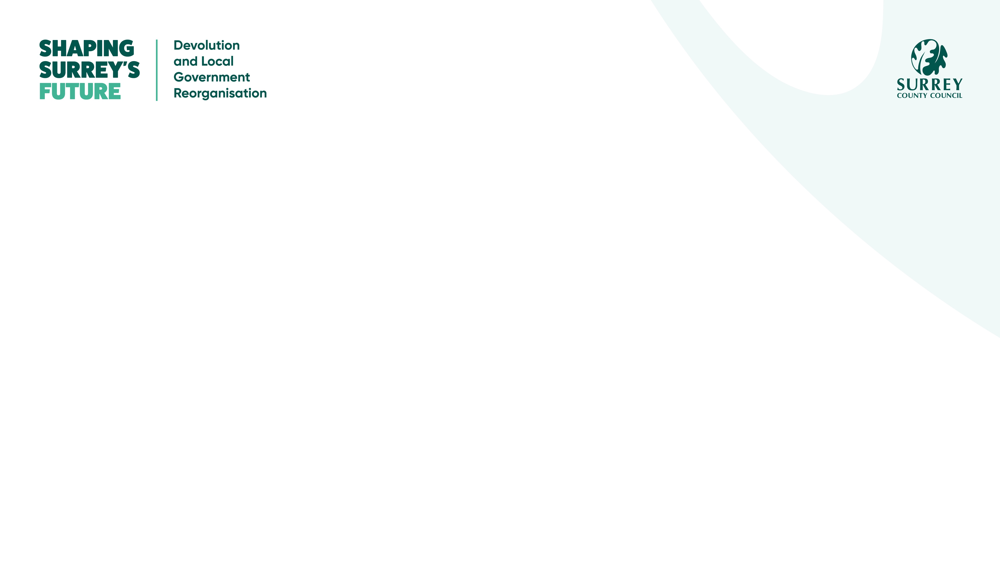 SHAPING
SURREY’S
FUTURE
Devolution
and Local
Government
Reorganisation
SURREY
COUNTY COUNCIL